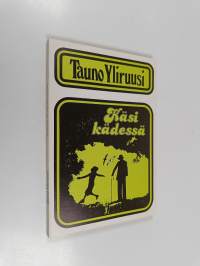 Tauno Yliruusi
Käsi
kädessä